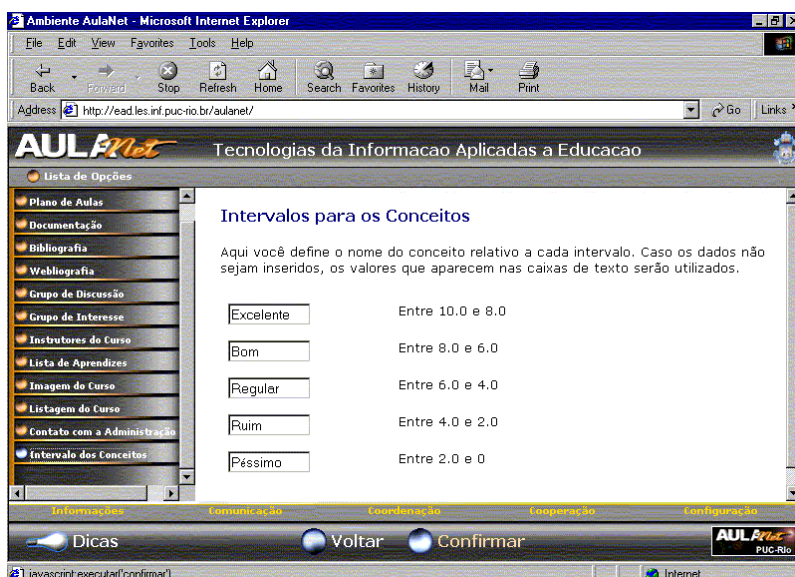 Ambiente AulaNet - Microsoft Internet Explorer
File Edit View Favorites Tools Help
Back Forward Stop Refresh Home Search Favorites History Mail Print
Address http://ead.les.inf.puc-rio.br/aulanet/ Go Links
AULANet Tecnologias da Informacao Aplicadas a Educacao
Lista de Opções
Plano de Aulas
Documentação
Bibliografia
Webliografia
Grupo de Discussão
Grupo de Interesse
Instrutores do Curso
Lista de Aprendizes
Imagem do Curso
Listagem do Curso
Contato com a Administração
Intervalo dos Conceitos
Intervalos para os Conceitos
Aqui você define o nome do conceito relativo a cada intervalo. Caso os dados não
sejam inseridos, os valores que aparecem nas caixas de texto serão utilizados.
Excelente Entre 10.0 e 8.0
Bom Entre 8.0 e 6.0
Regular Entre 6.0 e 4.0
Ruim Entre 4.0 e 2.0
Péssimo Entre 2.0 e 0
Informações Comunicação Coordenação Cooperação Configuração
Dicas Voltar Confirmar AULANet
PUC-Rio
javascript:executar('confirmar') Internet